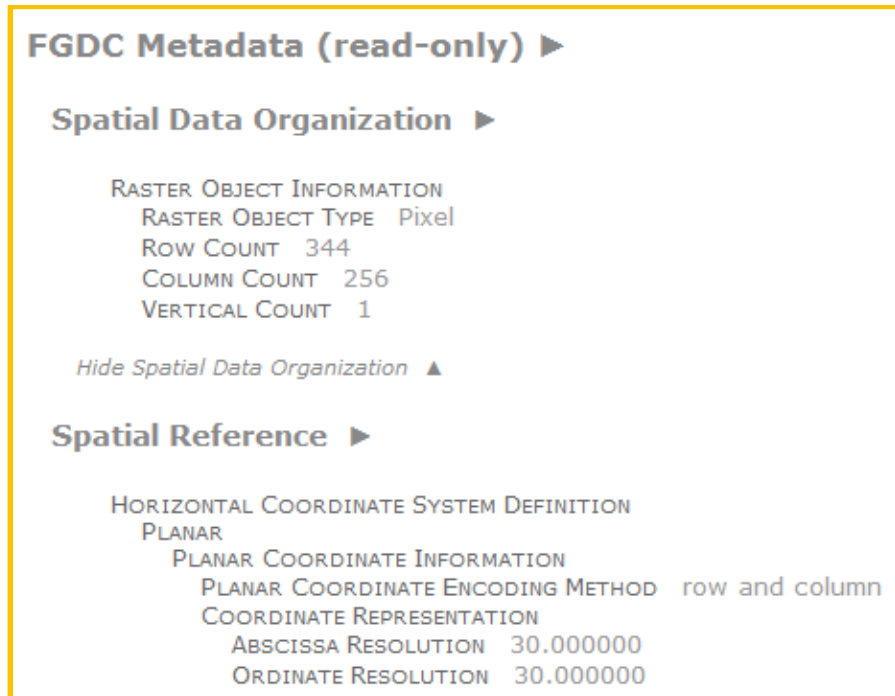 FGDC Metadata (read-only) ►
Spatial Data Organization ►
RASTER OBJECT INFORMATION
RASTER OBJECT TYPE Pixel
ROW COUNT 344
COLUMN COUNT 256
VERTICAL COUNT 1
Hide Spatial Data Organization ▲
Spatial Reference ►
HORIZONTAL COORDINATE SYSTEM DEFINITION
PLANAR
PLANAR COORDINATE INFORMATION
PLANAR COORDINATE ENCODING METHOD row and column
COORDINATE REPRESENTATION
ABSCISSA RESOLUTION 30.000000
ORDINATE RESOLUTION 30.000000